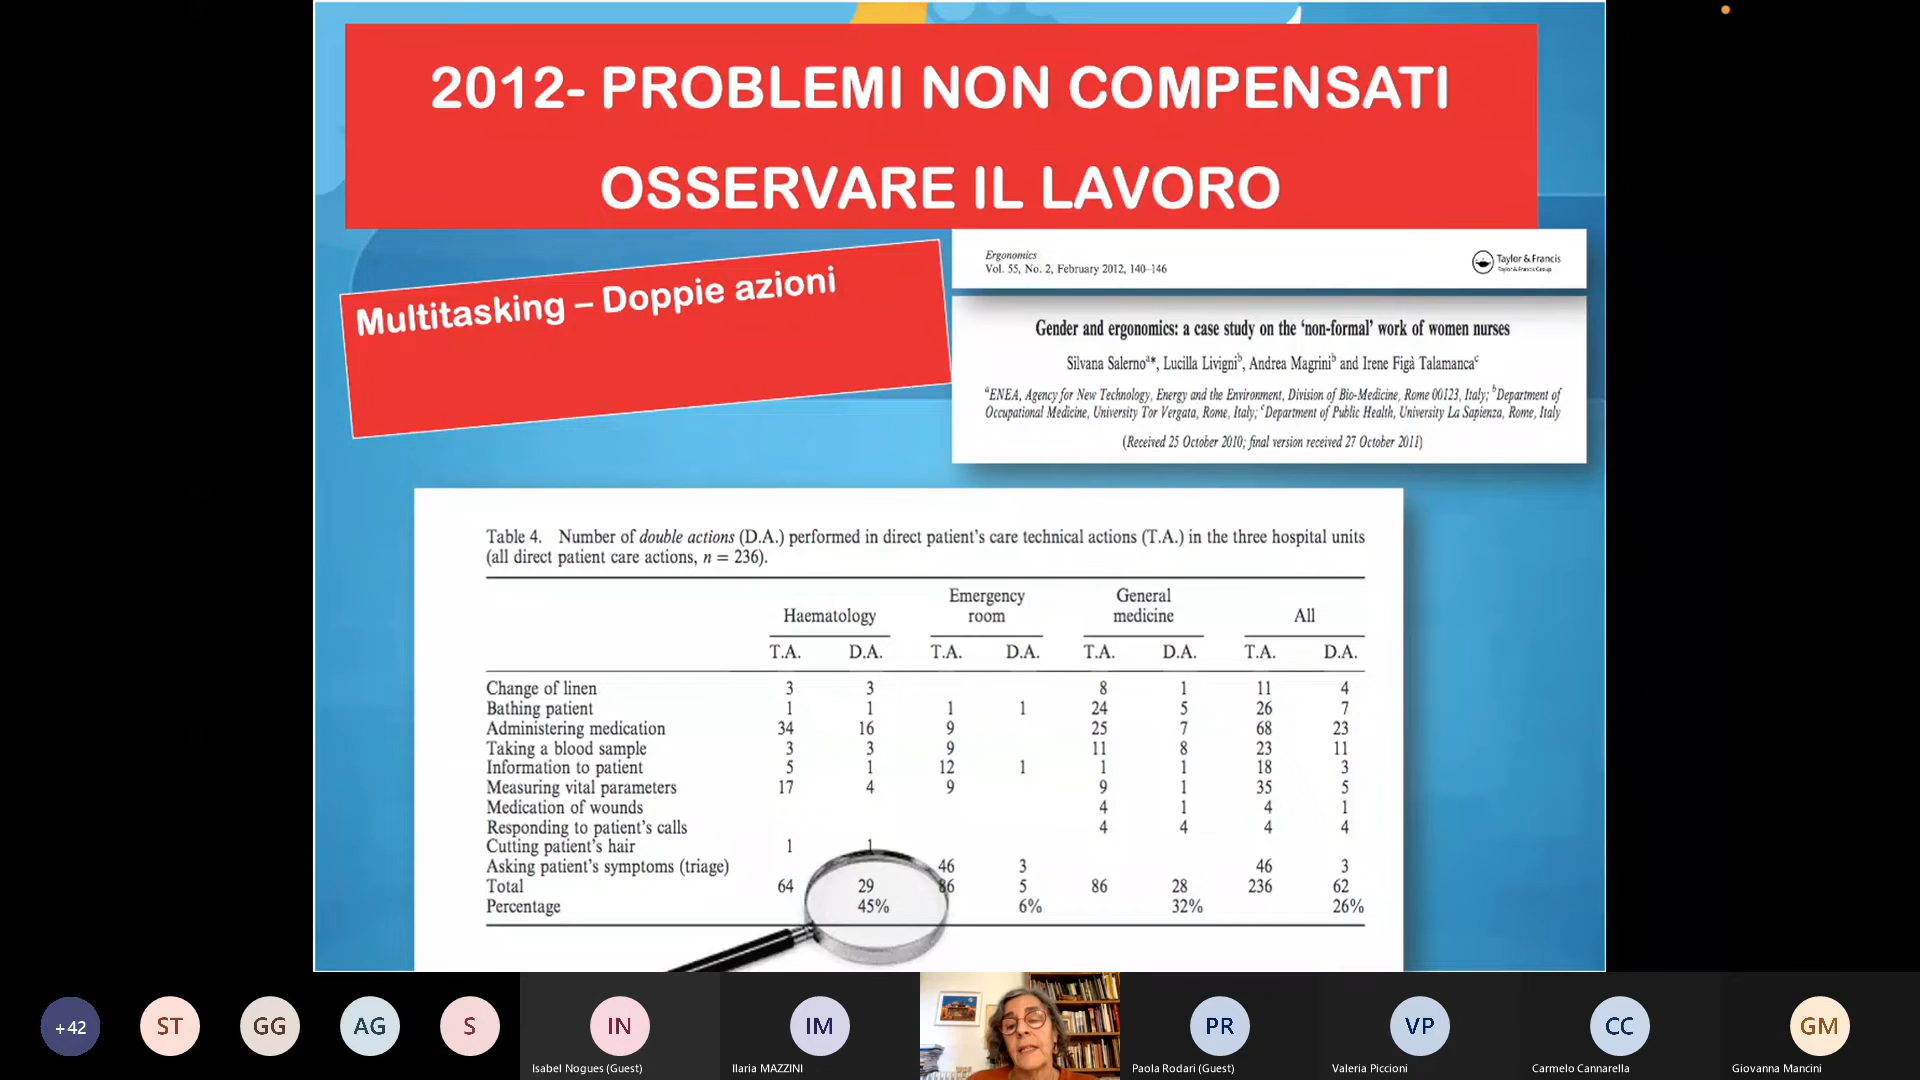 2012- PROBLEMI NON COMPENSATI
OSSERVARE IL LAVORO
Multitasking – Doppie azioni
Ergonomics
Vol. 55, No. 2, February 2012, 140–146
Taylor & Francis
Taylor & Francis Group
Gender and ergonomics: a case study on the ‘non-formal’ work of women nurses
Silvana Salernoa*, Lucilla Livignib, Andrea Magrinib and Irene Figà Talamancac
aENEA, Agency for New Technology, Energy and the Environment, Division of Bio-Medicine, Rome 00123, Italy; bDepartment of
Occupational Medicine, University Tor Vergata, Rome, Italy; cDepartment of Public Health, University La Sapienza, Rome, Italy
(Received 25 October 2010; final version received 27 October 2011)
Table 4. Number of double actions (D.A.) performed in direct patient’s care technical actions (T.A.) in the three hospital units
(all direct patient care actions, n = 236).
Haematology Emergency room General medicine All
T.A. D.A. T.A. D.A. T.A. D.A. T.A. D.A.
Change of linen 3 3 8 1 11 4
Bathing patient 1 1 1 1 24 5 26 7
Administering medication 34 16 9 25 7 68 23
Taking a blood sample 3 3 9 11 8 23 11
Information to patient 5 1 12 1 1 1 18 3
Measuring vital parameters 17 4 9 9 1 35 5
Medication of wounds 4 1 4 1
Responding to patient’s calls 4 4 4 4
Cutting patient’s hair 1 1
Asking patient’s symptoms (triage) 46 3 46 3
Total 64 29 86 5 86 28 236 62
Percentage 45% 6% 32% 26%
+42 ST GG AG S IN IM PR VP CC GM
Isabel Nogues (Guest) Ilaria MAZZINI Paola Rodari (Guest) Valeria Piccioni Carmelo Cannarella Giovanna Mancini